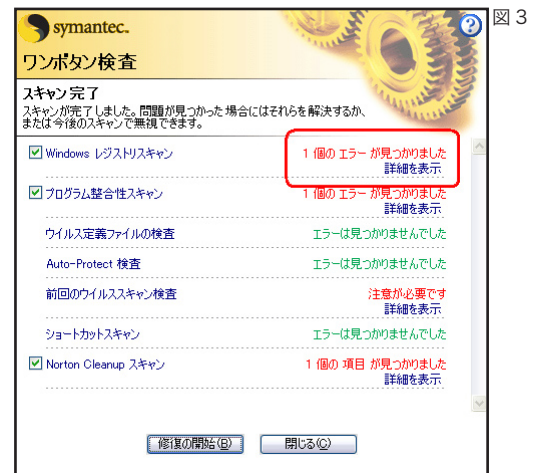 symantec.
?
図 3
ワンボタン検査
スキャン完了
スキャンが完了しました。問題が見つかった場合にはそれらを解決するか、
または今後のスキャンで無視できます。
Windows レジストリスキャン 1 個の エラー が見つかりました
詳細を表示
プログラム整合性スキャン 1 個の エラー が見つかりました
詳細を表示
ウイルス定義ファイルの検査 エラーは見つかりませんでした
Auto-Protect 検査 エラーは見つかりませんでした
前回のウイルススキャン検査 注意が必要です
詳細を表示
ショートカットスキャン エラーは見つかりませんでした
Norton Cleanup スキャン 1 個の 項目 が見つかりました
詳細を表示
修復の開始(B) 閉じる(C)